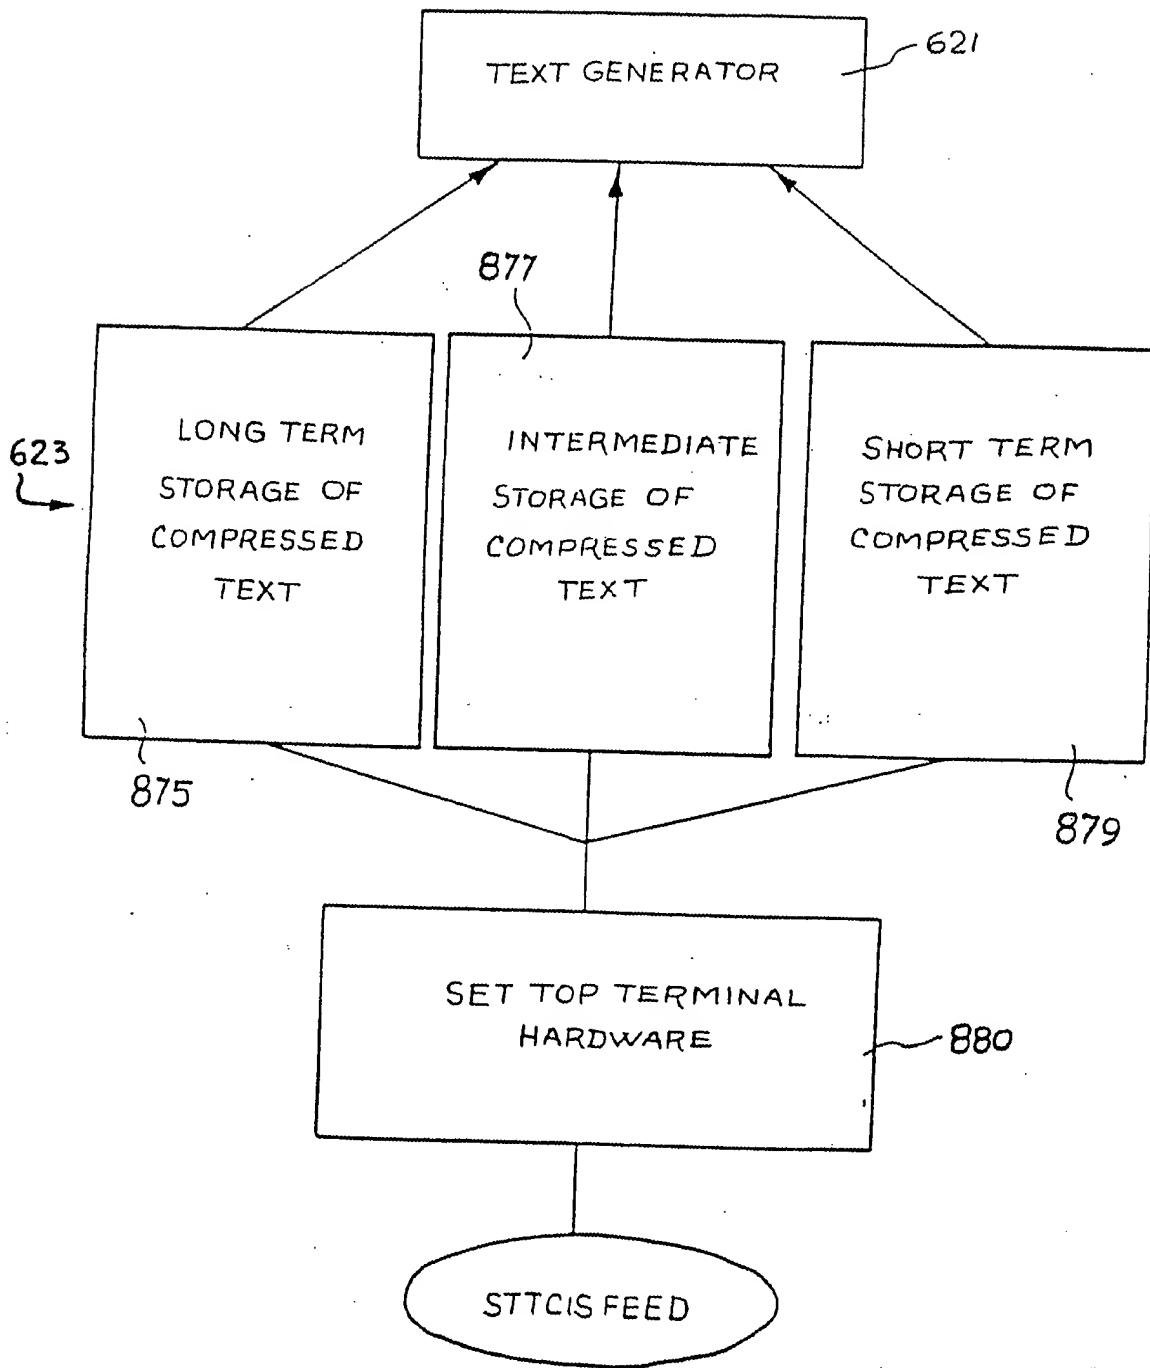 TEXT GENERATOR
621
877
623
LONG TERM
STORAGE OF
COMPRESSED
TEXT
INTERMEDIATE
STORAGE OF
COMPRESSED
TEXT
SHORT TERM
STORAGE OF
COMPRESSED
TEXT
875
879
SET TOP TERMINAL
HARDWARE
880
STTCIS FEED